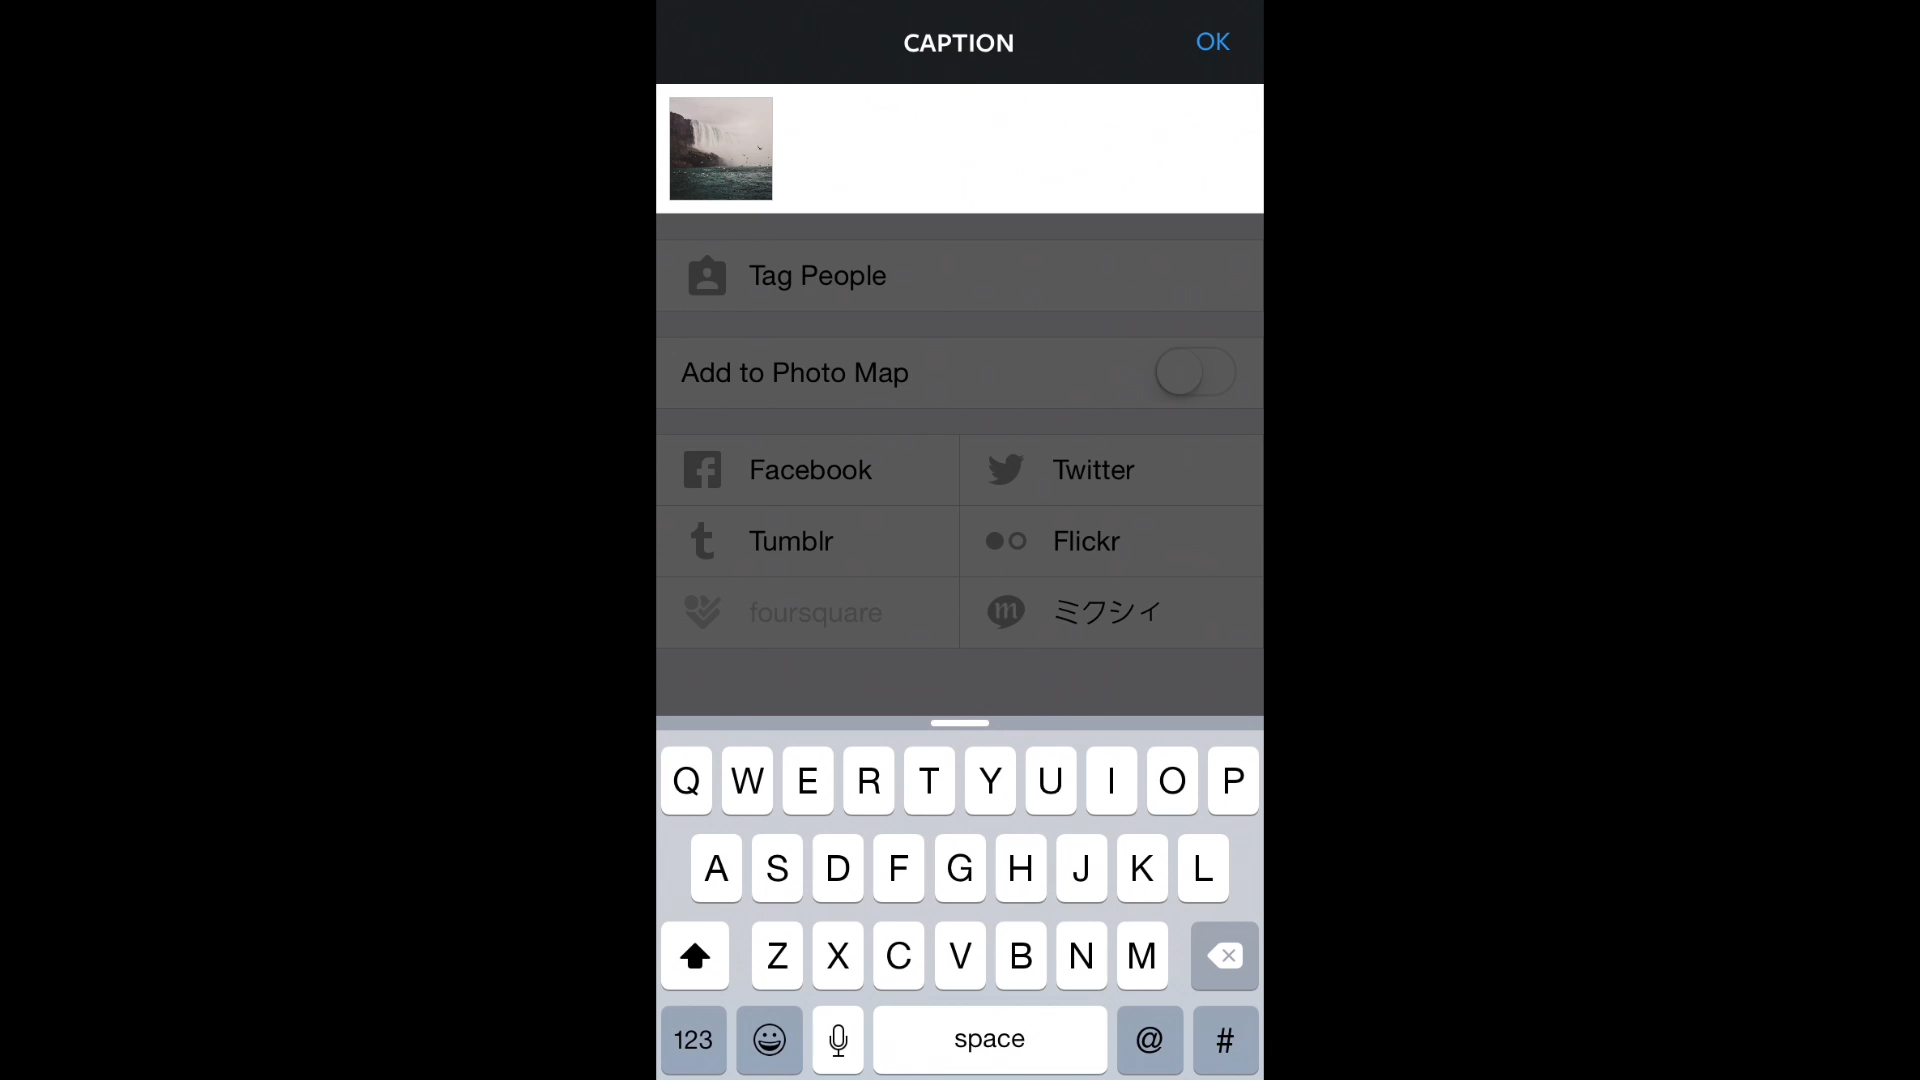 CAPTION OK
Tag People
Add to Photo Map
Facebook Twitter
Tumblr Flickr
foursquare ミクシィ
Q W E R T Y U I O P
A S D F G H J K L
Z X C V B N M
123 space @ #